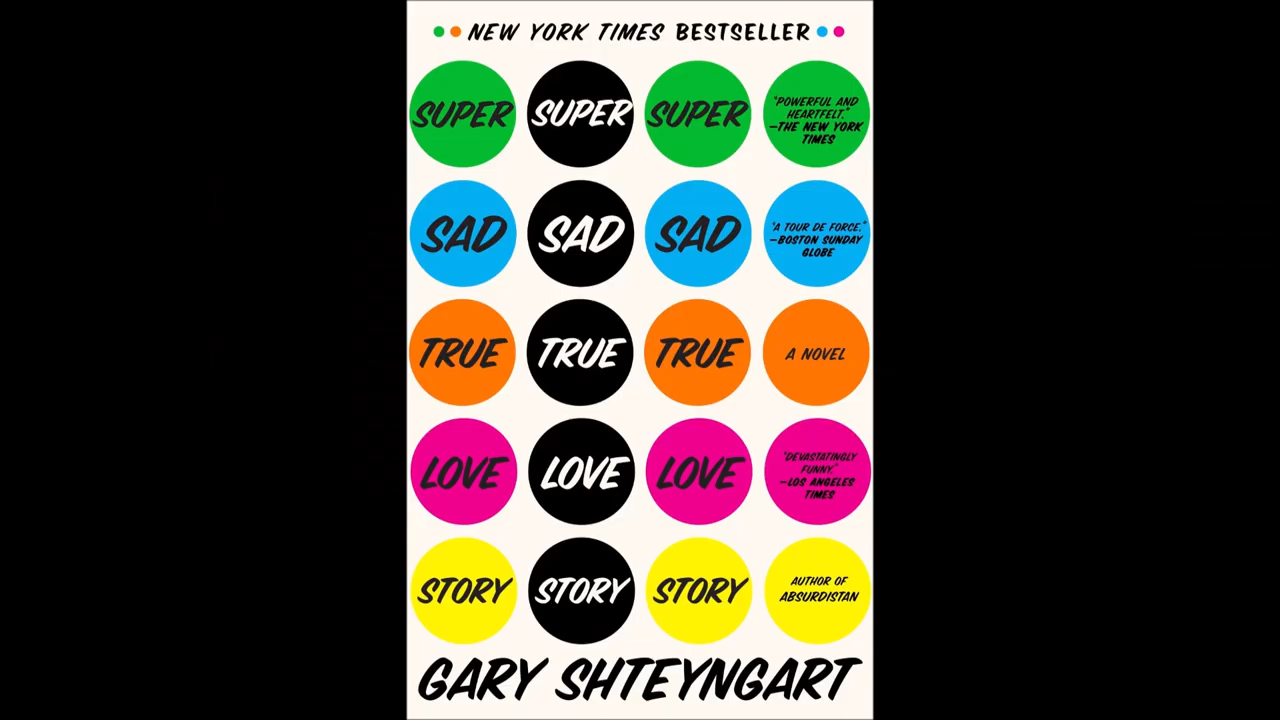 NEW YORK TIMES BESTSELLER
SUPER SUPER SUPER
"POWERFUL AND
HEARTFELT."
—THE NEW YORK
TIMES
SAD SAD SAD
"A TOUR DE FORCE."
—BOSTON SUNDAY
GLOBE
TRUE TRUE TRUE
A NOVEL
LOVE LOVE LOVE
"DEVASTATINGLY
FUNNY."
—LOS ANGELES
TIMES
STORY STORY STORY
AUTHOR OF
ABSURDISTAN
GARY SHTEYNGART